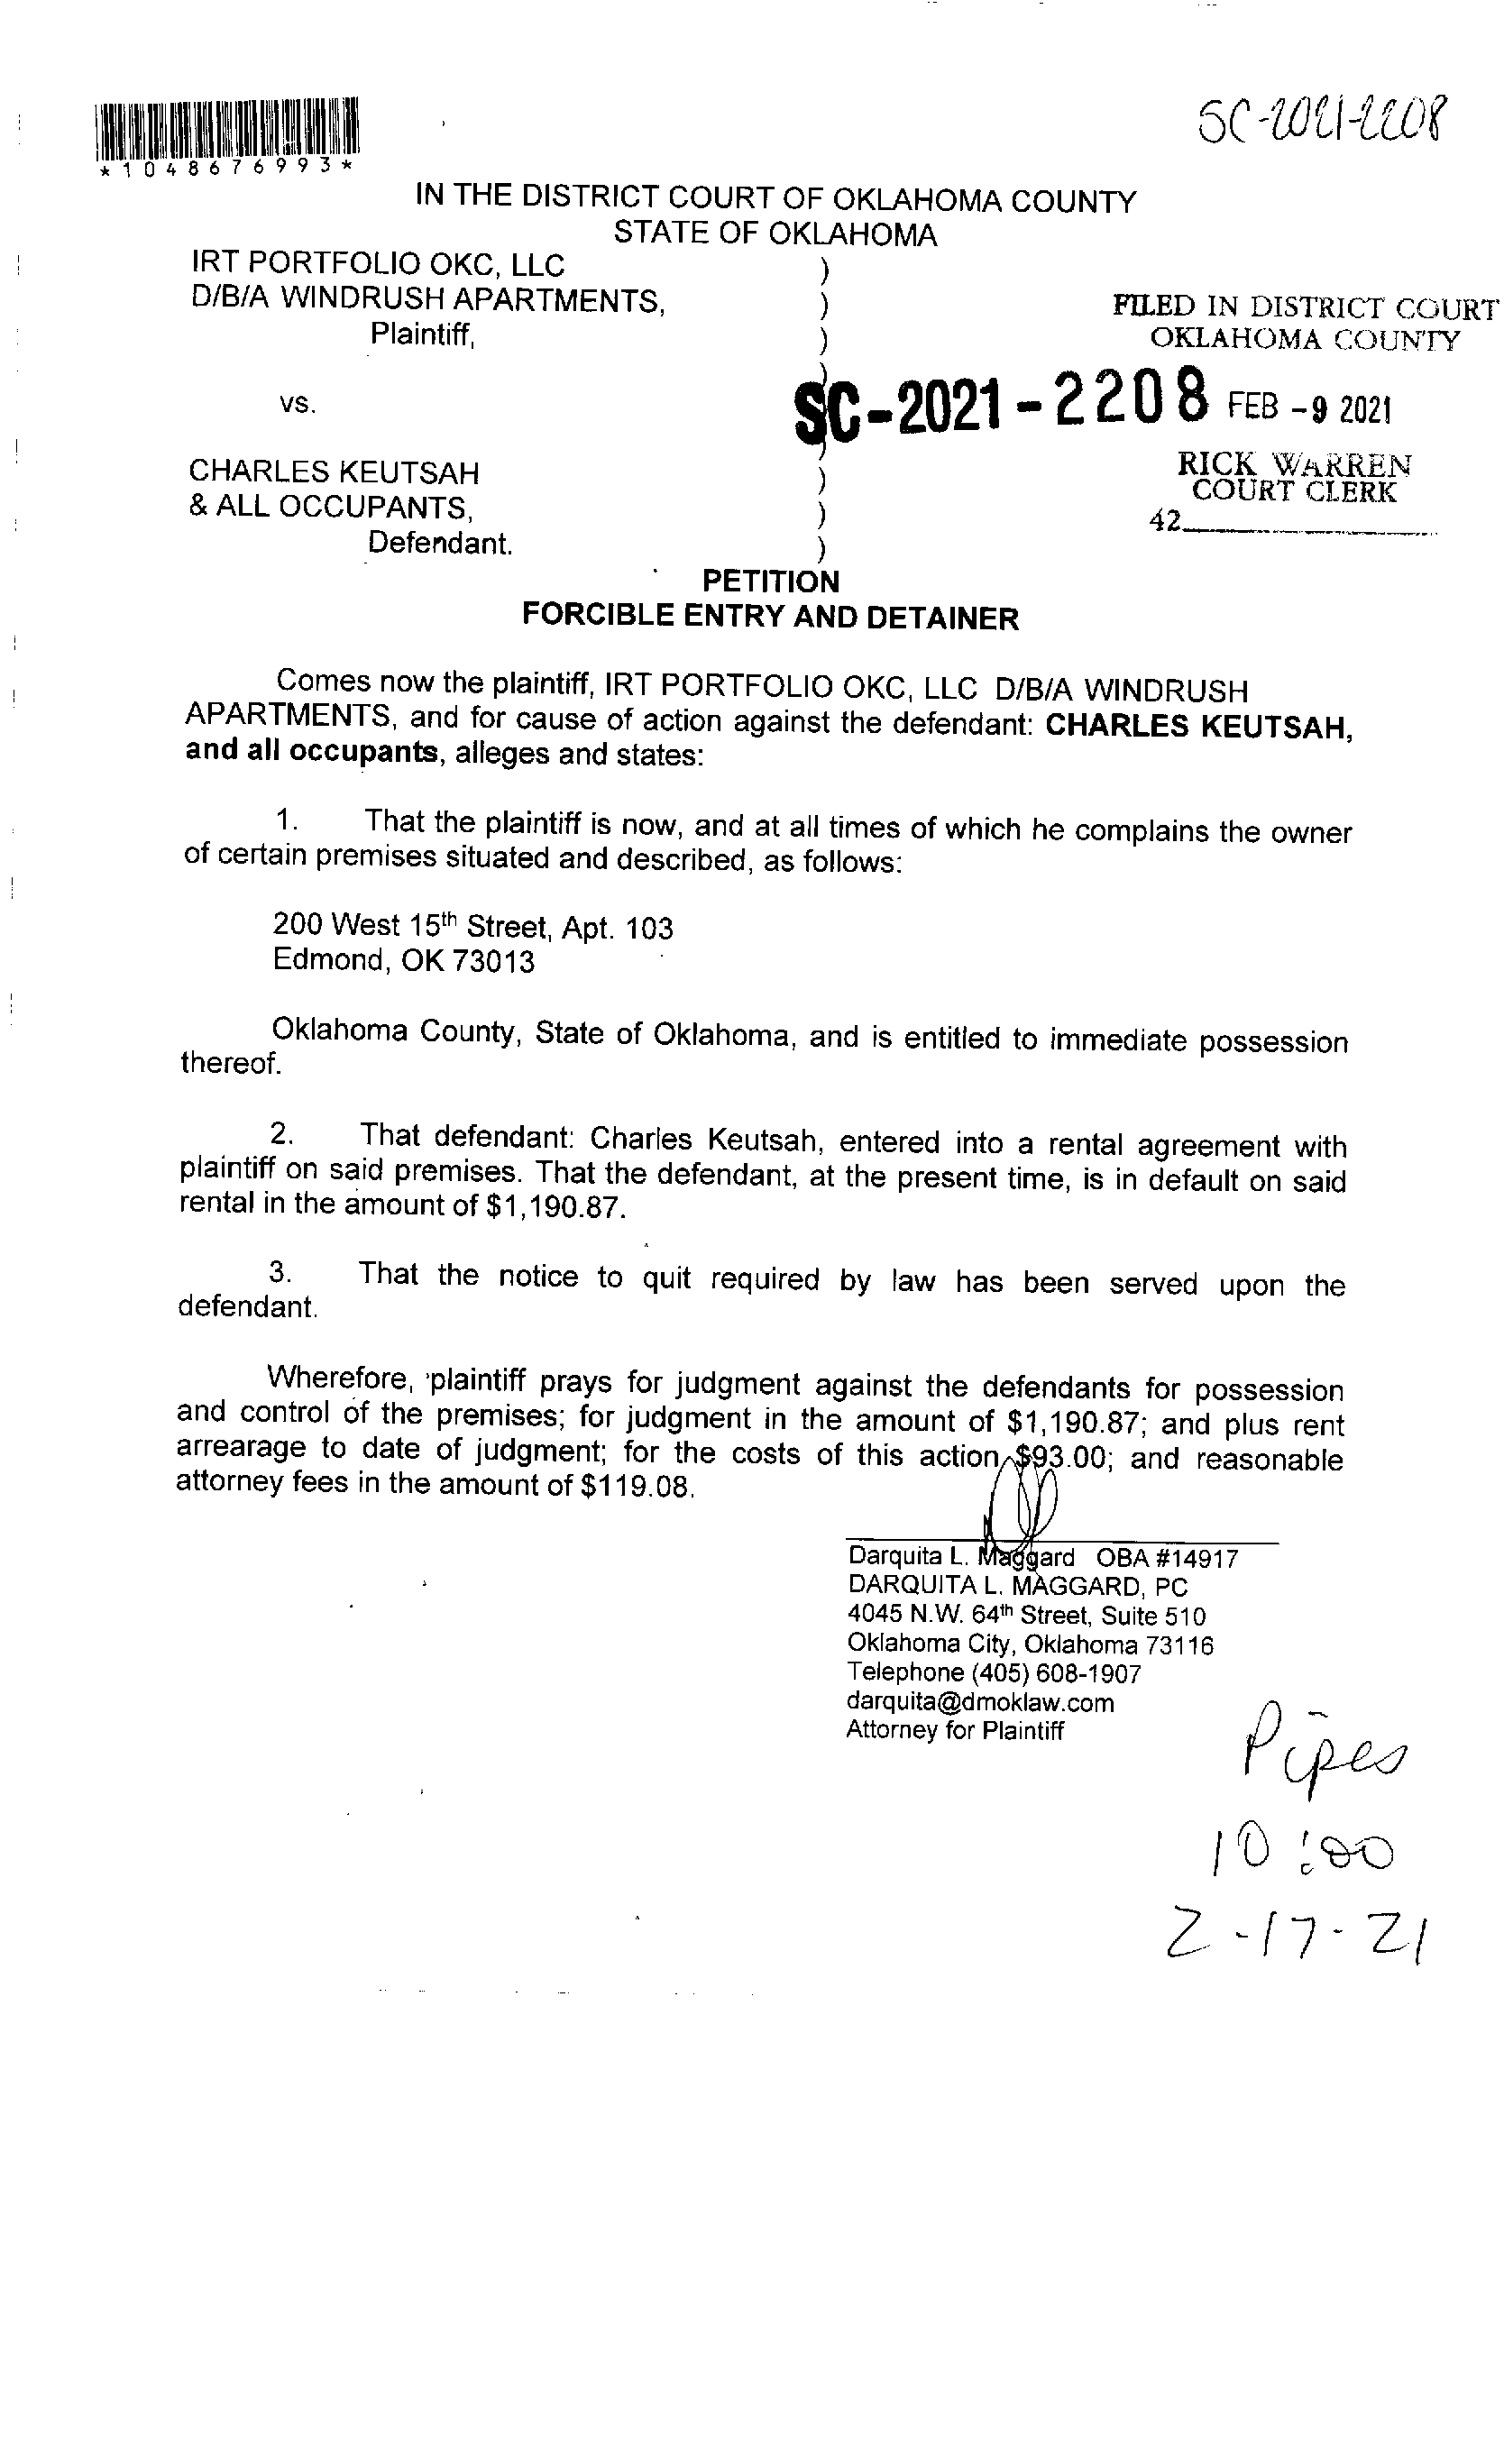 SC-2021-2208
*1048676993*
IN THE DISTRICT COURT OF OKLAHOMA COUNTY
STATE OF OKLAHOMA
IRT PORTFOLIO OKC, LLC )
D/B/A WINDRUSH APARTMENTS, )
Plaintiff, )
FILED IN DISTRICT COURT
OKLAHOMA COUNTY
)
vs. SC-2021-2208 FEB -9 2021
)
CHARLES KEUTSAH )
& ALL OCCUPANTS, )
Defendant. )
RICK WARREN
COURT CLERK
42
PETITION
FORCIBLE ENTRY AND DETAINER
Comes now the plaintiff, IRT PORTFOLIO OKC, LLC D/B/A WINDRUSH
APARTMENTS, and for cause of action against the defendant: CHARLES KEUTSAH,
and all occupants, alleges and states:
1. That the plaintiff is now, and at all times of which he complains the owner
of certain premises situated and described, as follows:
200 West 15th Street, Apt. 103
Edmond, OK 73013
Oklahoma County, State of Oklahoma, and is entitled to immediate possession
thereof.
2. That defendant: Charles Keutsah, entered into a rental agreement with
plaintiff on said premises. That the defendant, at the present time, is in default on said
rental in the amount of $1,190.87.
3. That the notice to quit required by law has been served upon the
defendant.
Wherefore, plaintiff prays for judgment against the defendants for possession
and control of the premises; for judgment in the amount of $1,190.87; and plus rent
arrearage to date of judgment; for the costs of this action $93.00; and reasonable
attorney fees in the amount of $119.08.
Darquita L. Maggard OBA #14917
DARQUITA L. MAGGARD, PC
4045 N.W. 64th Street, Suite 510
Oklahoma City, Oklahoma 73116
Telephone (405) 608-1907
darquita@dmoklaw.com
Attorney for Plaintiff
Pipes
10:00
2-17-21